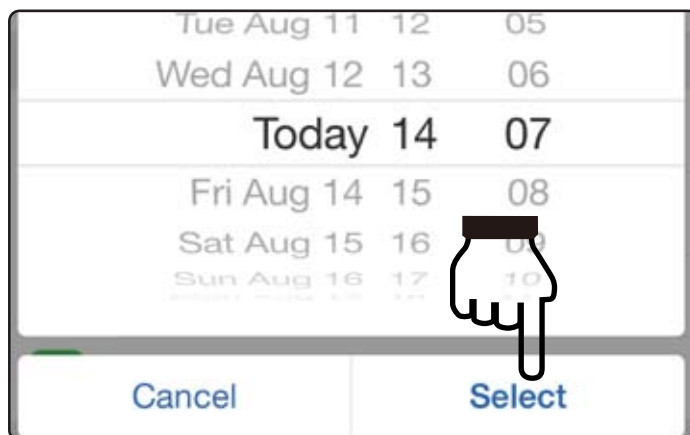 Tue Aug 11 12 05
Wed Aug 12 13 06
Today 14 07
Fri Aug 14 15 08
Sat Aug 15 16 09
Sun Aug 16 17 10
Cancel Select